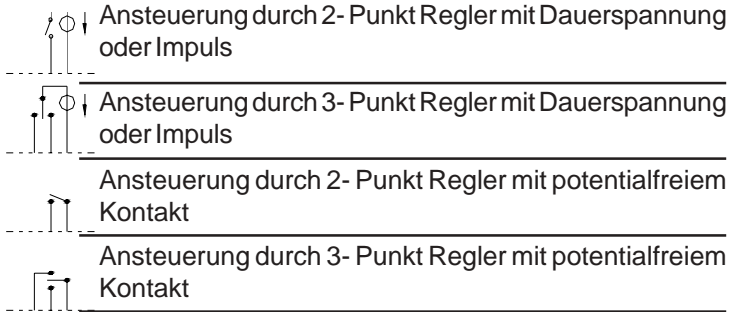 Ansteuerung durch 2- Punkt Regler mit Dauerspannung
oder Impuls
Ansteuerung durch 3- Punkt Regler mit Dauerspannung
oder Impuls
Ansteuerung durch 2- Punkt Regler mit potentialfreiem
Kontakt
Ansteuerung durch 3- Punkt Regler mit potentialfreiem
Kontakt